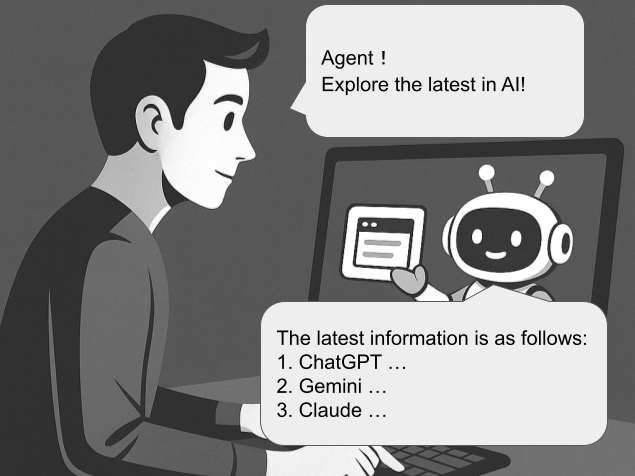 Agent！
Explore the latest in AI!
The latest information is as follows:
1. ChatGPT …
2. Gemini …
3. Claude …